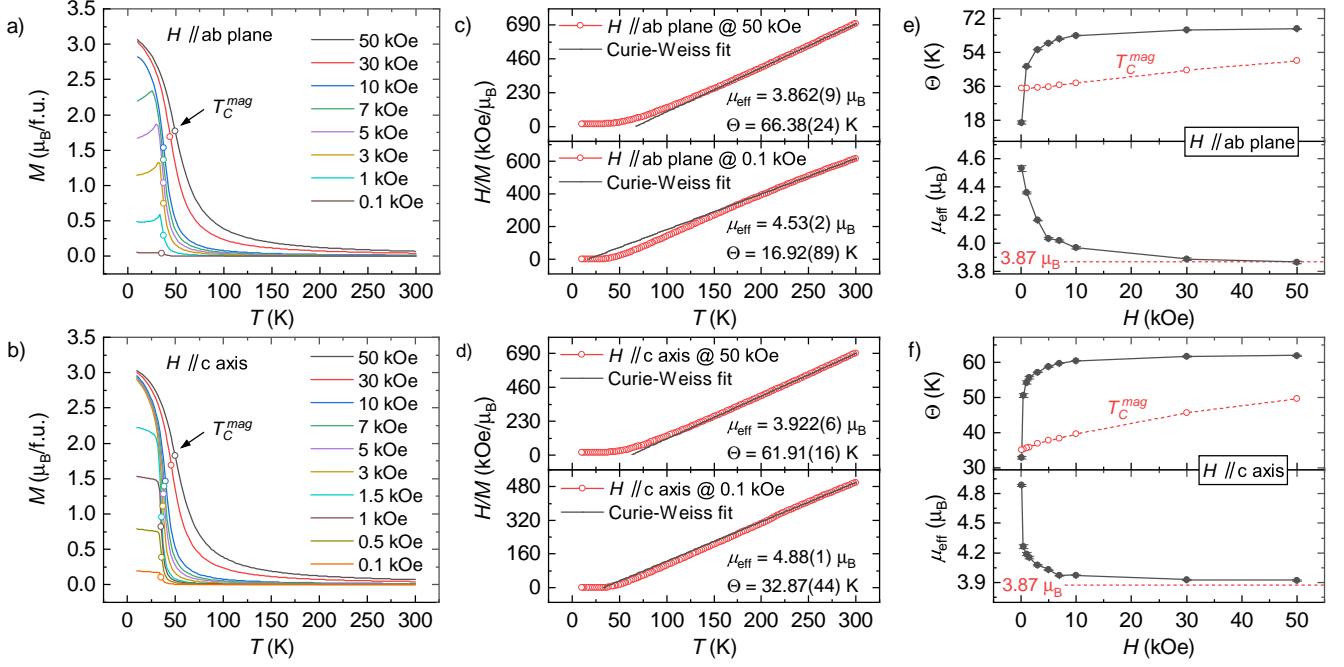 a)
H // ab plane
50 kOe
30 kOe
10 kOe
7 kOe
5 kOe
3 kOe
1 kOe
0.1 kOe
T_C^mag
M (μB/f.u.)
3.5
3.0
2.5
2.0
1.5
1.0
0.5
0.0
0 50 100 150 200 250 300
T (K)
b)
H // c axis
50 kOe
30 kOe
10 kOe
7 kOe
5 kOe
3 kOe
1.5 kOe
1 kOe
0.5 kOe
0.1 kOe
T_C^mag
M (μB/f.u.)
3.5
3.0
2.5
2.0
1.5
1.0
0.5
0.0
0 50 100 150 200 250 300
T (K)
c)
H // ab plane @ 50 kOe
Curie-Weiss fit
μeff = 3.862(9) μB
Θ = 66.38(24) K
690
460
230
0
H // ab plane @ 0.1 kOe
Curie-Weiss fit
μeff = 4.53(2) μB
Θ = 16.92(89) K
600
400
200
0
H/M (kOe/μB)
0 50 100 150 200 250 300
T (K)
d)
H // c axis @ 50 kOe
Curie-Weiss fit
μeff = 3.922(6) μB
Θ = 61.91(16) K
690
460
230
0
H // c axis @ 0.1 kOe
Curie-Weiss fit
μeff = 4.88(1) μB
Θ = 32.87(44) K
480
320
160
0
H/M (kOe/μB)
0 50 100 150 200 250 300
T (K)
e)
72
54
36
18
Θ (K)
T_C^mag
H // ab plane
4.6
4.4
4.2
4.0
3.8
μeff (μB)
3.87 μB
0 10 20 30 40 50
H (kOe)
f)
60
50
40
30
Θ (K)
T_C^mag
H // c axis
4.8
4.5
4.2
3.9
μeff (μB)
3.87 μB
0 10 20 30 40 50
H (kOe)